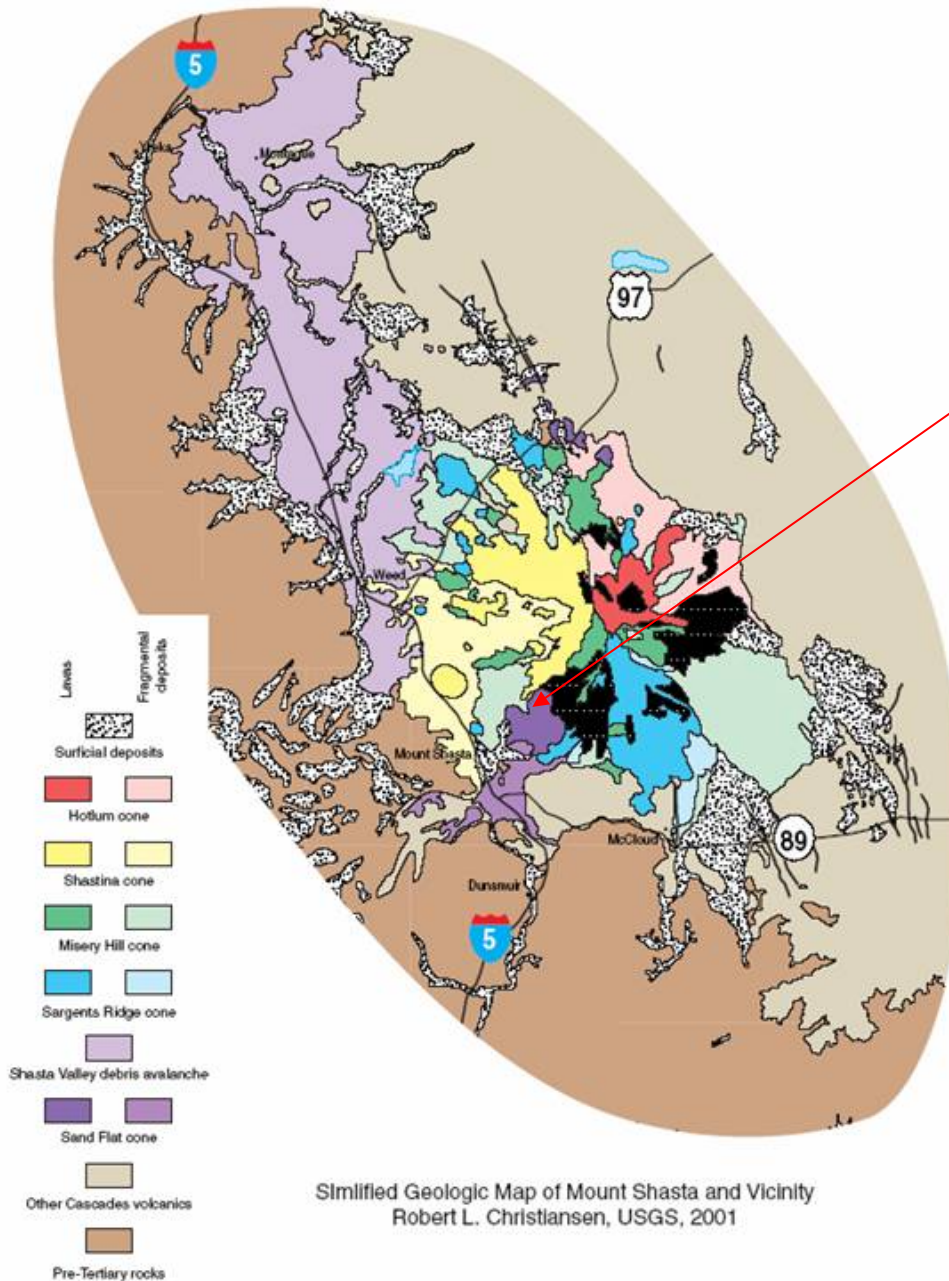 5
Montague
97
Weed
Lavas
Fragmental
deposits
Surficial deposits
Mount Shasta
Hotlum cone
McCloud
89
Shastina cone
Dunsmuir
5
Misery Hill cone
Sargents Ridge cone
Shasta Valley debris avalanche
Sand Flat cone
Other Cascades volcanics
Simlified Geologic Map of Mount Shasta and Vicinity
Robert L. Christiansen, USGS, 2001
Pre-Tertiary rocks